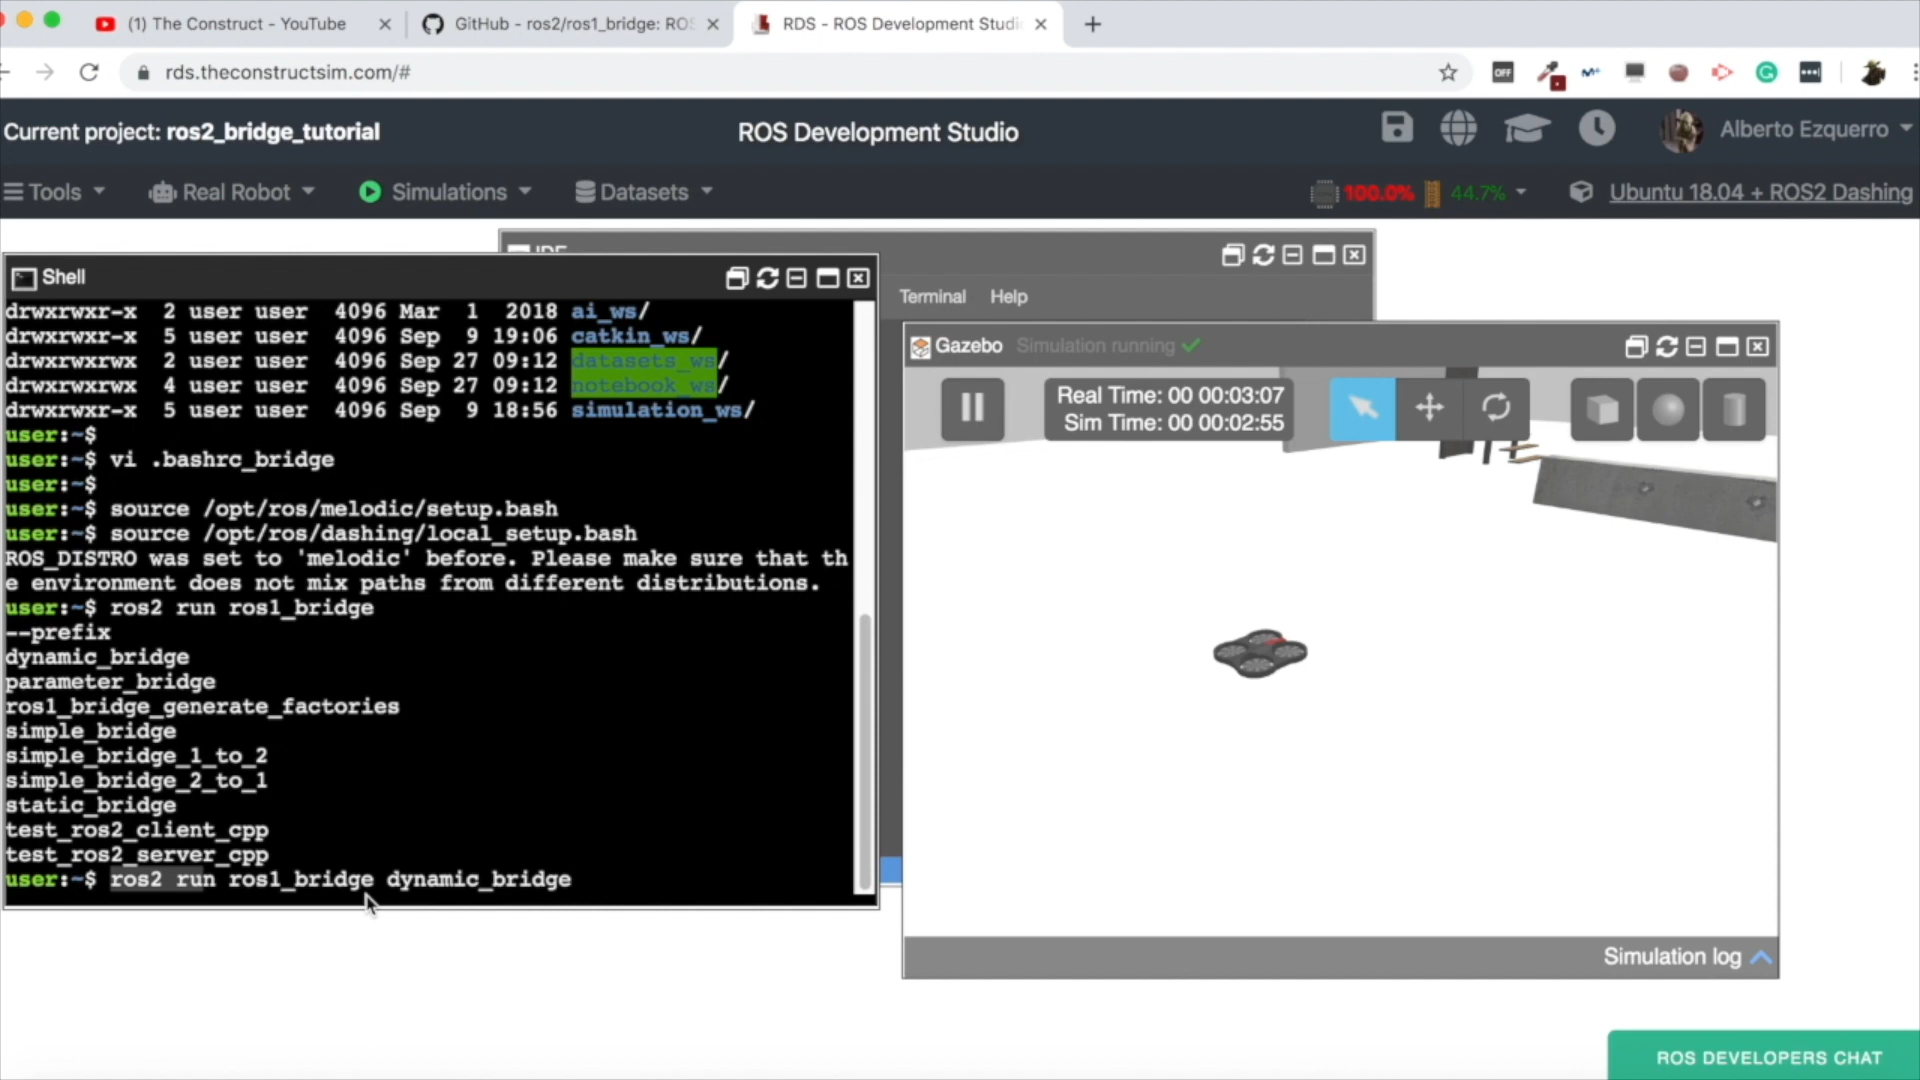 (1) The Construct - YouTube
GitHub - ros2/ros1_bridge: ROS
RDS - ROS Development Studi
rds.theconstructsim.com/#
OFF
Current project: ros2_bridge_tutorial
ROS Development Studio
Alberto Ezquerro
Tools
Real Robot
Simulations
Datasets
100.0%
44.7%
Ubuntu 18.04 + ROS2 Dashing
IDE
Terminal Help
Shell
drwxrwxr-x 2 user user 4096 Mar 1 2018 ai_ws/
drwxrwxr-x 5 user user 4096 Sep 9 19:06 catkin_ws/
drwxrwxrwx 2 user user 4096 Sep 27 09:12 datasets_ws/
drwxrwxrwx 4 user user 4096 Sep 27 09:12 notebook_ws/
drwxrwxr-x 5 user user 4096 Sep 9 18:56 simulation_ws/
user:~$
user:~$ vi .bashrc_bridge
user:~$
user:~$ source /opt/ros/melodic/setup.bash
user:~$ source /opt/ros/dashing/local_setup.bash
ROS_DISTRO was set to 'melodic' before. Please make sure that th
e environment does not mix paths from different distributions.
user:~$ ros2 run ros1_bridge
--prefix
dynamic_bridge
parameter_bridge
ros1_bridge_generate_factories
simple_bridge
simple_bridge_1_to_2
simple_bridge_2_to_1
static_bridge
test_ros2_client_cpp
test_ros2_server_cpp
user:~$ ros2 run ros1_bridge dynamic_bridge
Gazebo Simulation running
Real Time: 00 00:03:07
Sim Time: 00 00:02:55
Simulation log
ROS DEVELOPERS CHAT